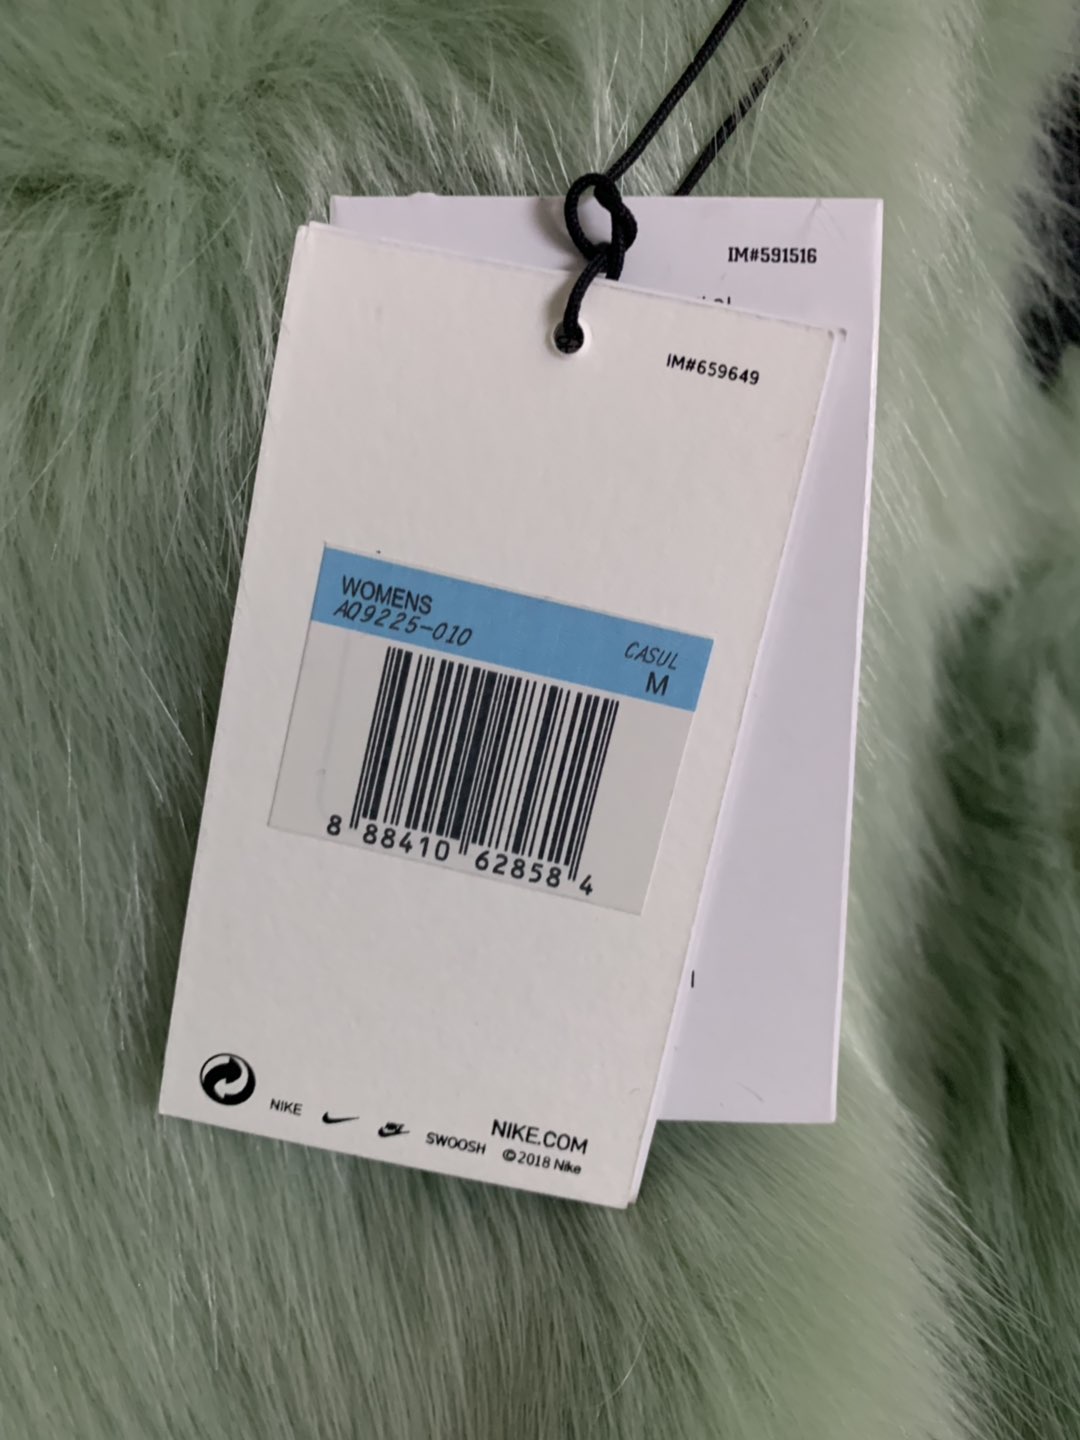 IM#591516
IM#659649
WOMENS
AQ9225-010
CASUL
M
8 88410 62858 4
NIKE
SWOOSH
NIKE.COM
©2018 Nike